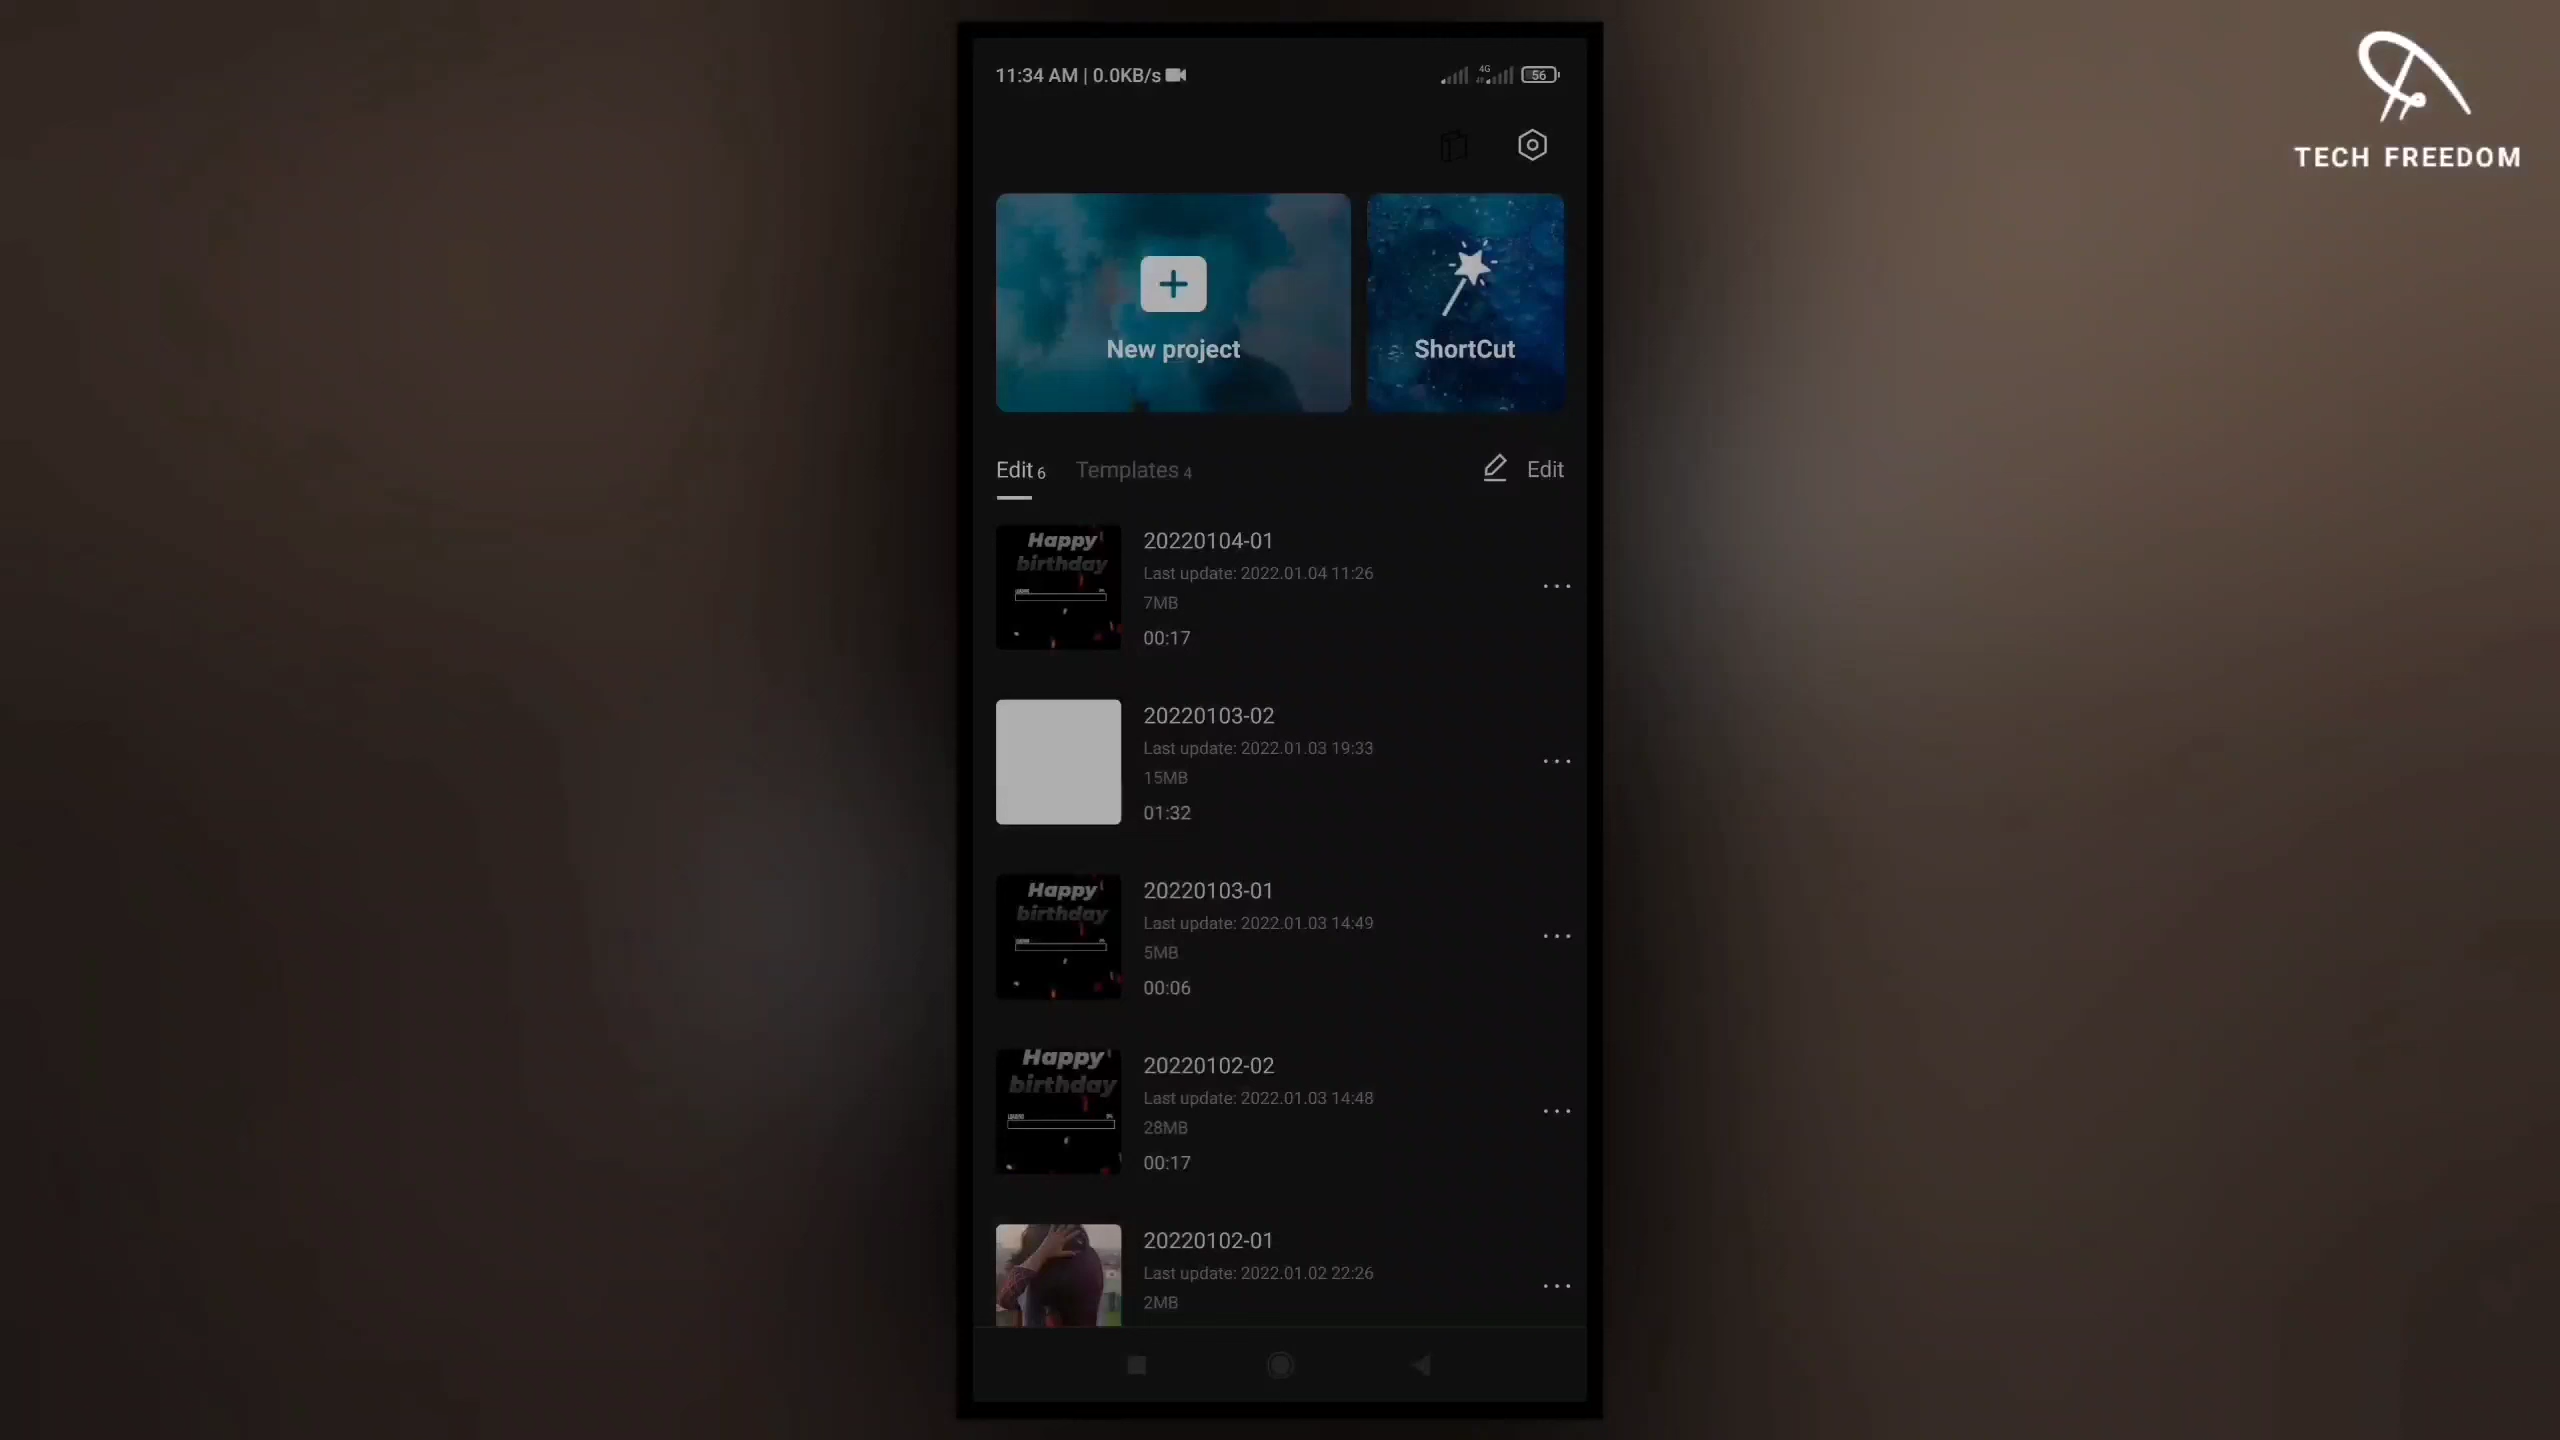 11:34 AM | 0.0KB/s
4G
56
TECH FREEDOM
New project
ShortCut
Edit 6
Templates 4
Edit
Happy
birthday
20220104-01
Last update: 2022.01.04 11:26
7MB
00:17
20220103-02
Last update: 2022.01.03 19:33
15MB
01:32
Happy
birthday
20220103-01
Last update: 2022.01.03 14:49
5MB
00:06
Happy
birthday
20220102-02
Last update: 2022.01.03 14:48
28MB
00:17
20220102-01
Last update: 2022.01.02 22:26
2MB